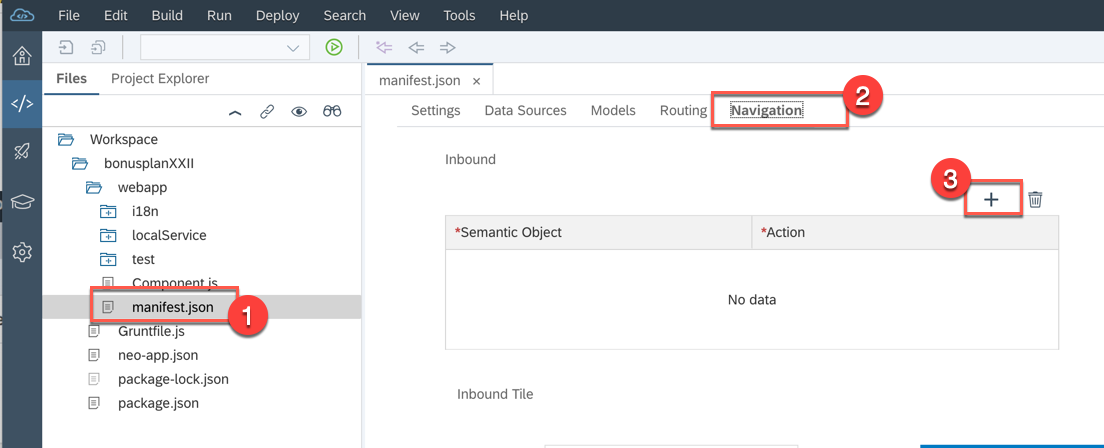 File Edit Build Run Deploy Search View Tools Help
Files Project Explorer
manifest.json ×
Settings Data Sources Models Routing Navigation
2
Workspace
bonusplanXXII
webapp
i18n
localService
test
Component.js
manifest.json
1
Gruntfile.js
neo-app.json
package-lock.json
package.json
Inbound
3
+
*Semantic Object *Action
No data
Inbound Tile